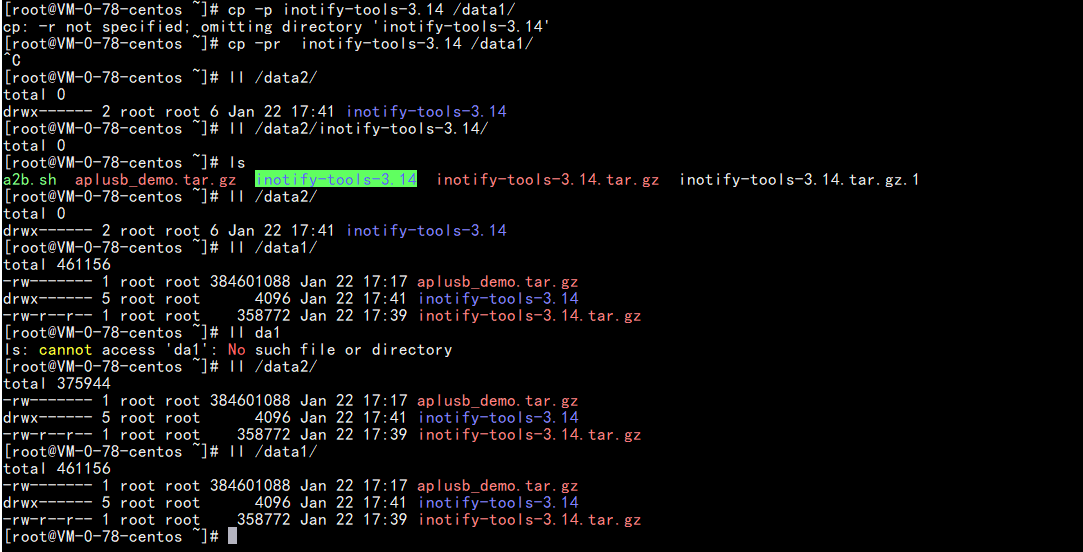 [root@VM-0-78-centos ~]# cp -p inotify-tools-3.14 /data1/
cp: -r not specified; omitting directory 'inotify-tools-3.14'
[root@VM-0-78-centos ~]# cp -pr  inotify-tools-3.14 /data1/
^C
[root@VM-0-78-centos ~]# ll /data2/
total 0
drwx------ 2 root root 6 Jan 22 17:41 inotify-tools-3.14
[root@VM-0-78-centos ~]# ll /data2/inotify-tools-3.14/
total 0
[root@VM-0-78-centos ~]# ls
a2b.sh  aplusb_demo.tar.gz  inotify-tools-3.14  inotify-tools-3.14.tar.gz  inotify-tools-3.14.tar.gz.1
[root@VM-0-78-centos ~]# ll /data2/
total 0
drwx------ 2 root root 6 Jan 22 17:41 inotify-tools-3.14
[root@VM-0-78-centos ~]# ll /data1/
total 461156
-rw------- 1 root root 384601088 Jan 22 17:17 aplusb_demo.tar.gz
drwx------ 5 root root      4096 Jan 22 17:41 inotify-tools-3.14
-rw-r--r-- 1 root root    358772 Jan 22 17:39 inotify-tools-3.14.tar.gz
[root@VM-0-78-centos ~]# ll da1
ls: cannot access 'da1': No such file or directory
[root@VM-0-78-centos ~]# ll /data2/
total 375944
-rw------- 1 root root 384601088 Jan 22 17:17 aplusb_demo.tar.gz
drwx------ 5 root root      4096 Jan 22 17:41 inotify-tools-3.14
-rw-r--r-- 1 root root    358772 Jan 22 17:39 inotify-tools-3.14.tar.gz
[root@VM-0-78-centos ~]# ll /data1/
total 461156
-rw------- 1 root root 384601088 Jan 22 17:17 aplusb_demo.tar.gz
drwx------ 5 root root      4096 Jan 22 17:41 inotify-tools-3.14
-rw-r--r-- 1 root root    358772 Jan 22 17:39 inotify-tools-3.14.tar.gz
[root@VM-0-78-centos ~]#